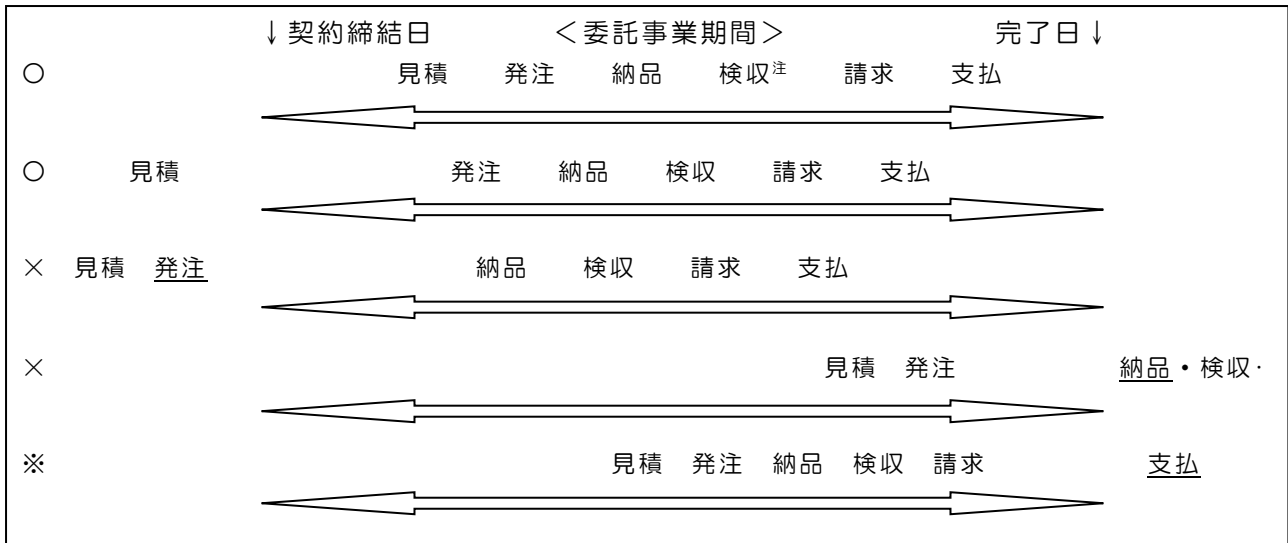 ↓契約締結日 ＜委託事業期間＞ 完了日↓
○ 見積 発注 納品 検収注 請求 支払
○ 見積 発注 納品 検収 請求 支払
× 見積 発注 納品 検収 請求 支払
× 見積 発注 納品・検収・
※ 見積 発注 納品 検収 請求 支払